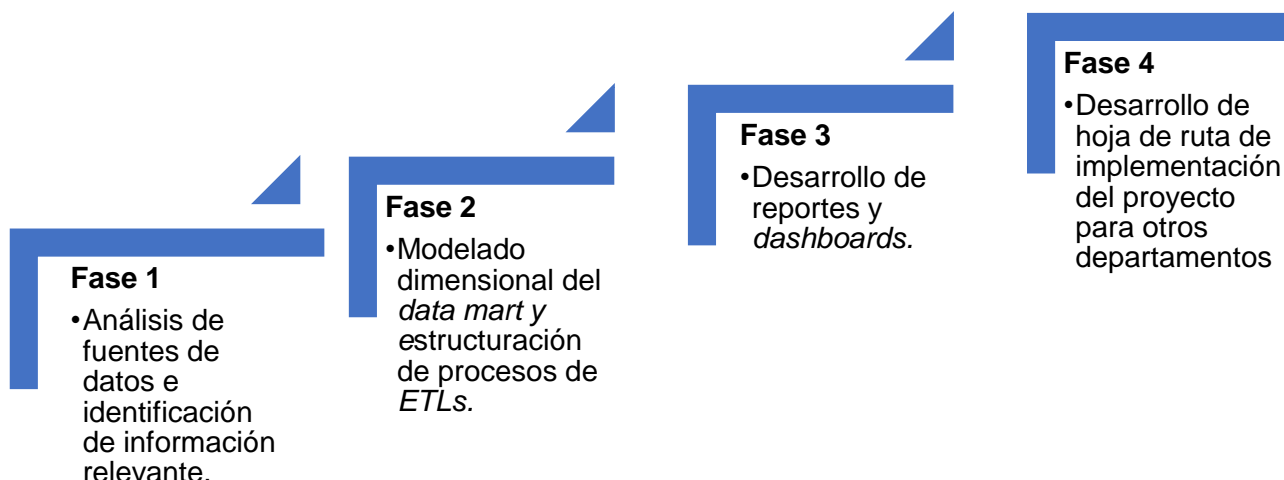 Fase 1
•Análisis de
fuentes de
datos e
identificación
de información
relevante.
Fase 2
•Modelado
dimensional del
data mart y
estructuración
de procesos de
ETLs.
Fase 3
•Desarrollo de
reportes y
dashboards.
Fase 4
•Desarrollo de
hoja de ruta de
implementación
del proyecto
para otros
departamentos